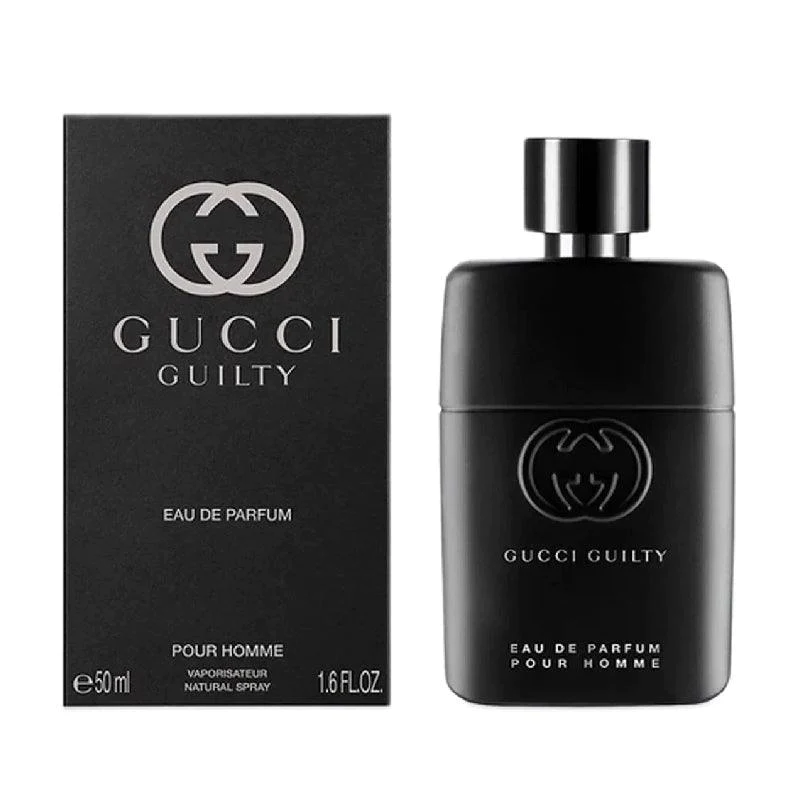 GUCCI
GUILTY
EAU DE PARFUM
POUR HOMME
VAPORISATEUR
NATURAL SPRAY
℮50 ml
1.6 FL.OZ.
GUCCI GUILTY
EAU DE PARFUM
POUR HOMME